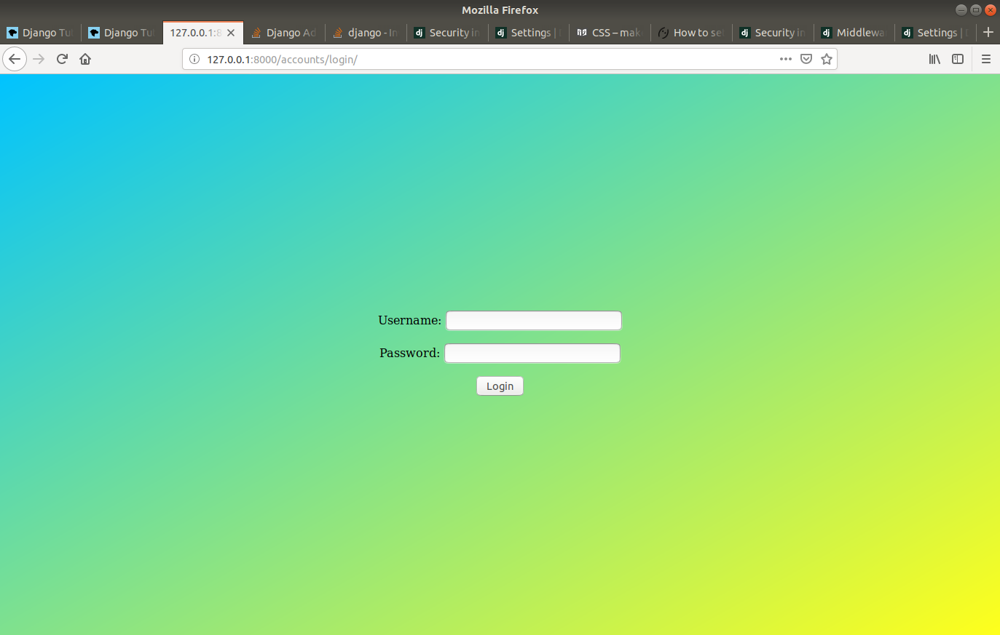 Mozilla Firefox
Django Tu
Django Tu
127.0.0.1:8
Django Ad
django - In
Security in
Settings |
CSS – mak
How to se
Security in
Middlewa
Settings |
127.0.0.1:8000/accounts/login/
Username:
Password:
Login